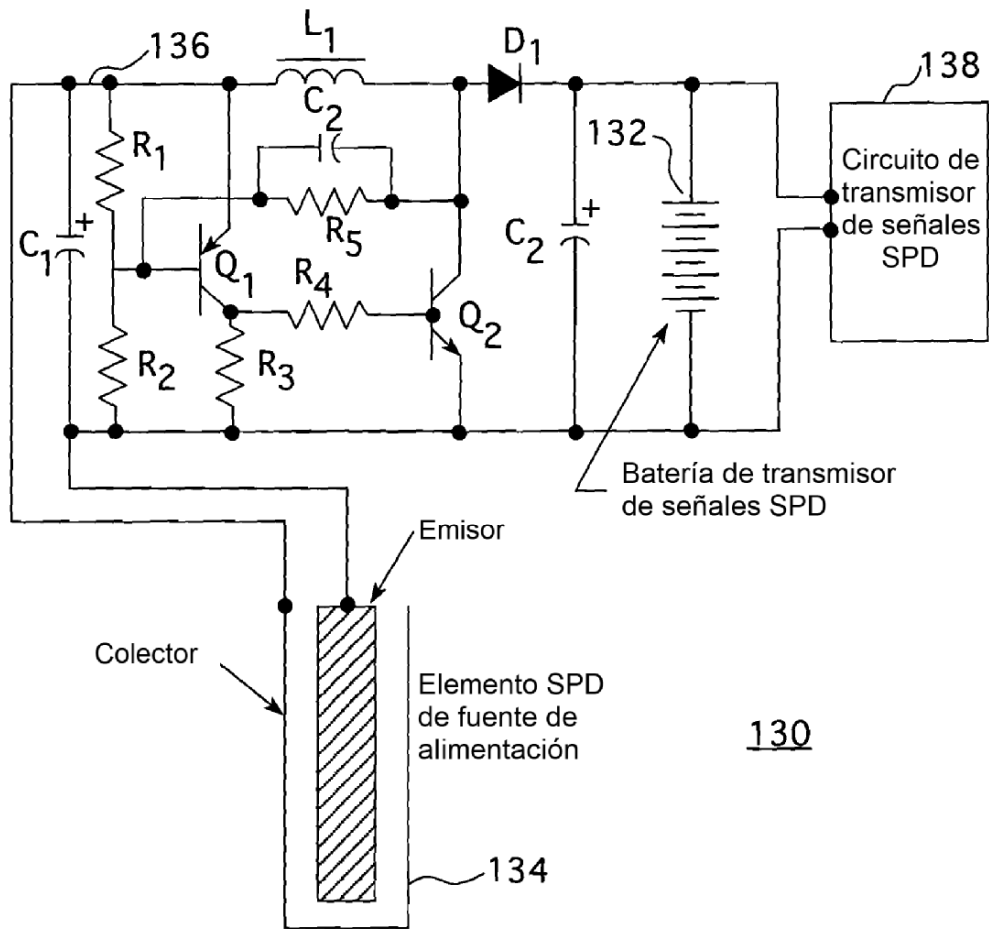 136
L1
D1
138
C2
132
R1
Circuito de
transmisor
de señales
SPD
+
C1
R5
Q1
R4
C2
+
Q2
R2
R3
Batería de transmisor
de señales SPD
Emisor
Colector
Elemento SPD
de fuente de
alimentación
130
134